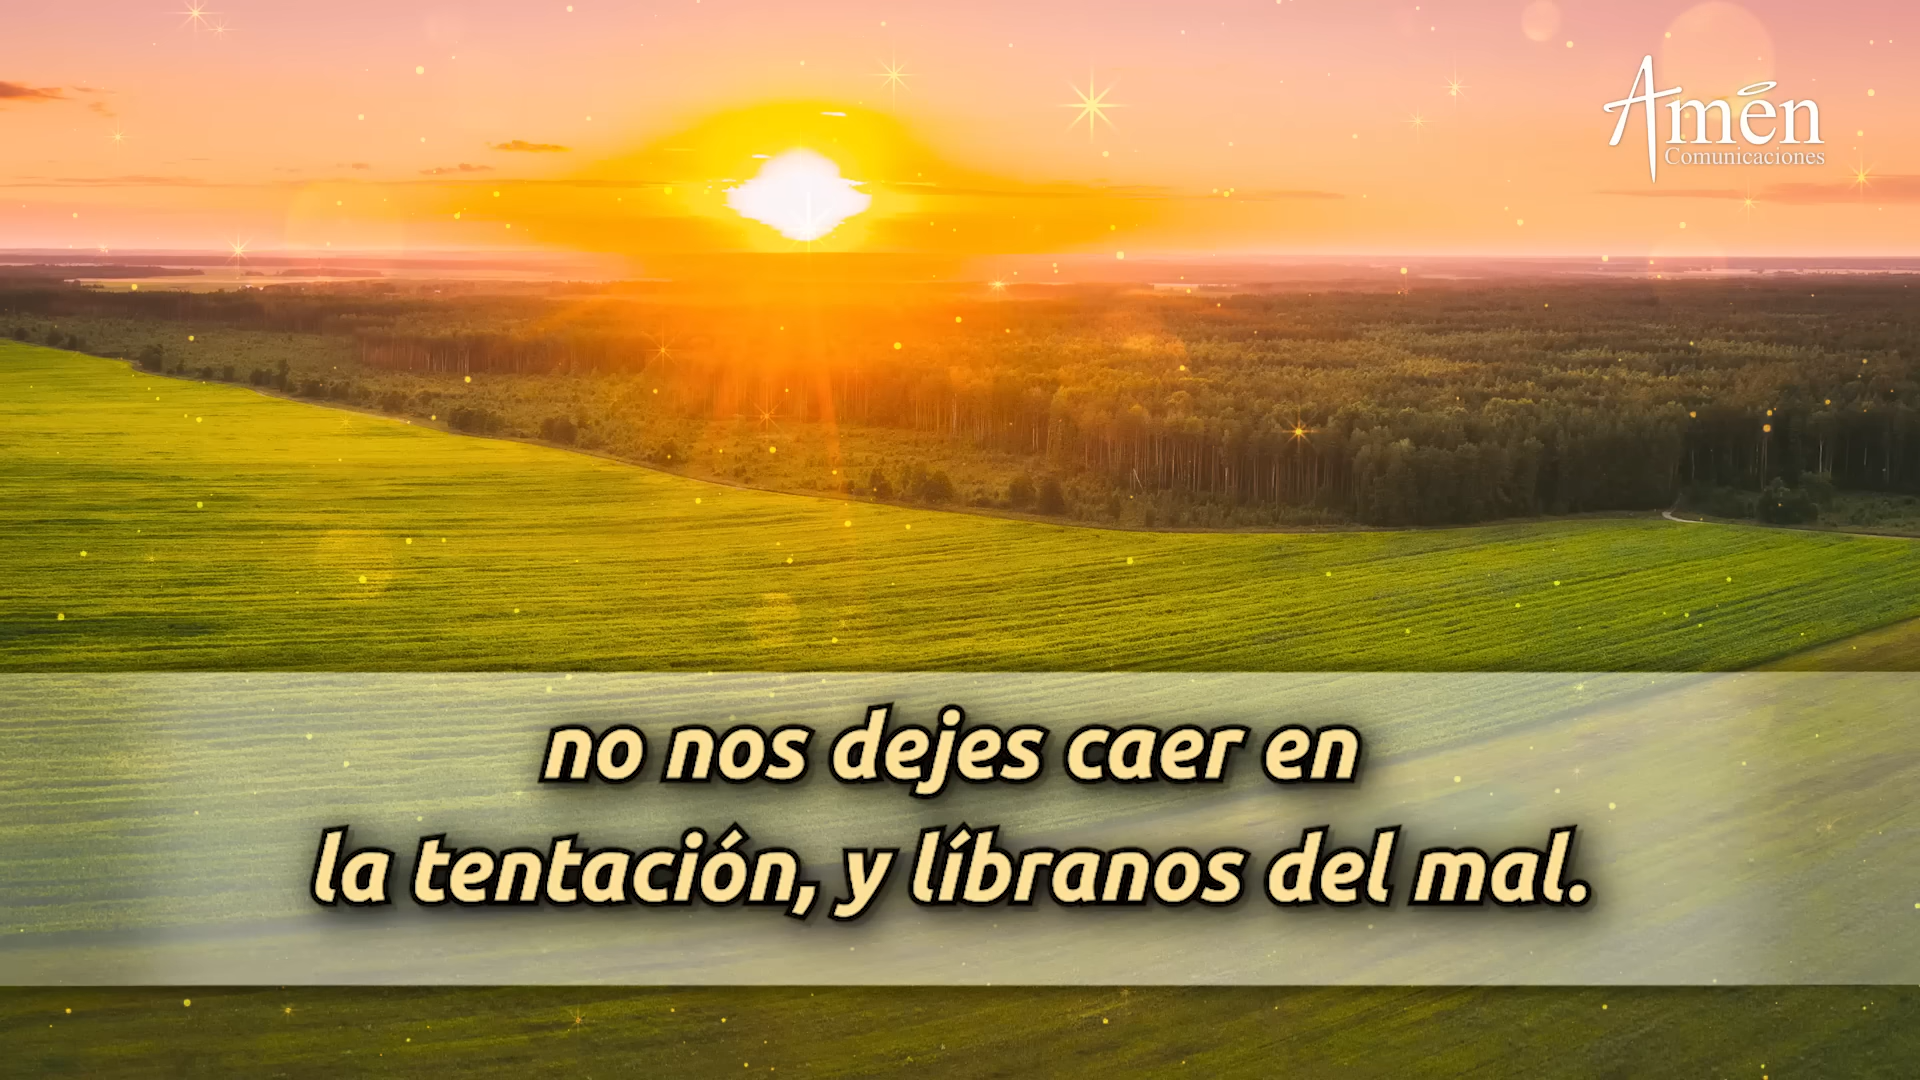 Amén
Comunicaciones
no nos dejes caer en
la tentación, y líbranos del mal.